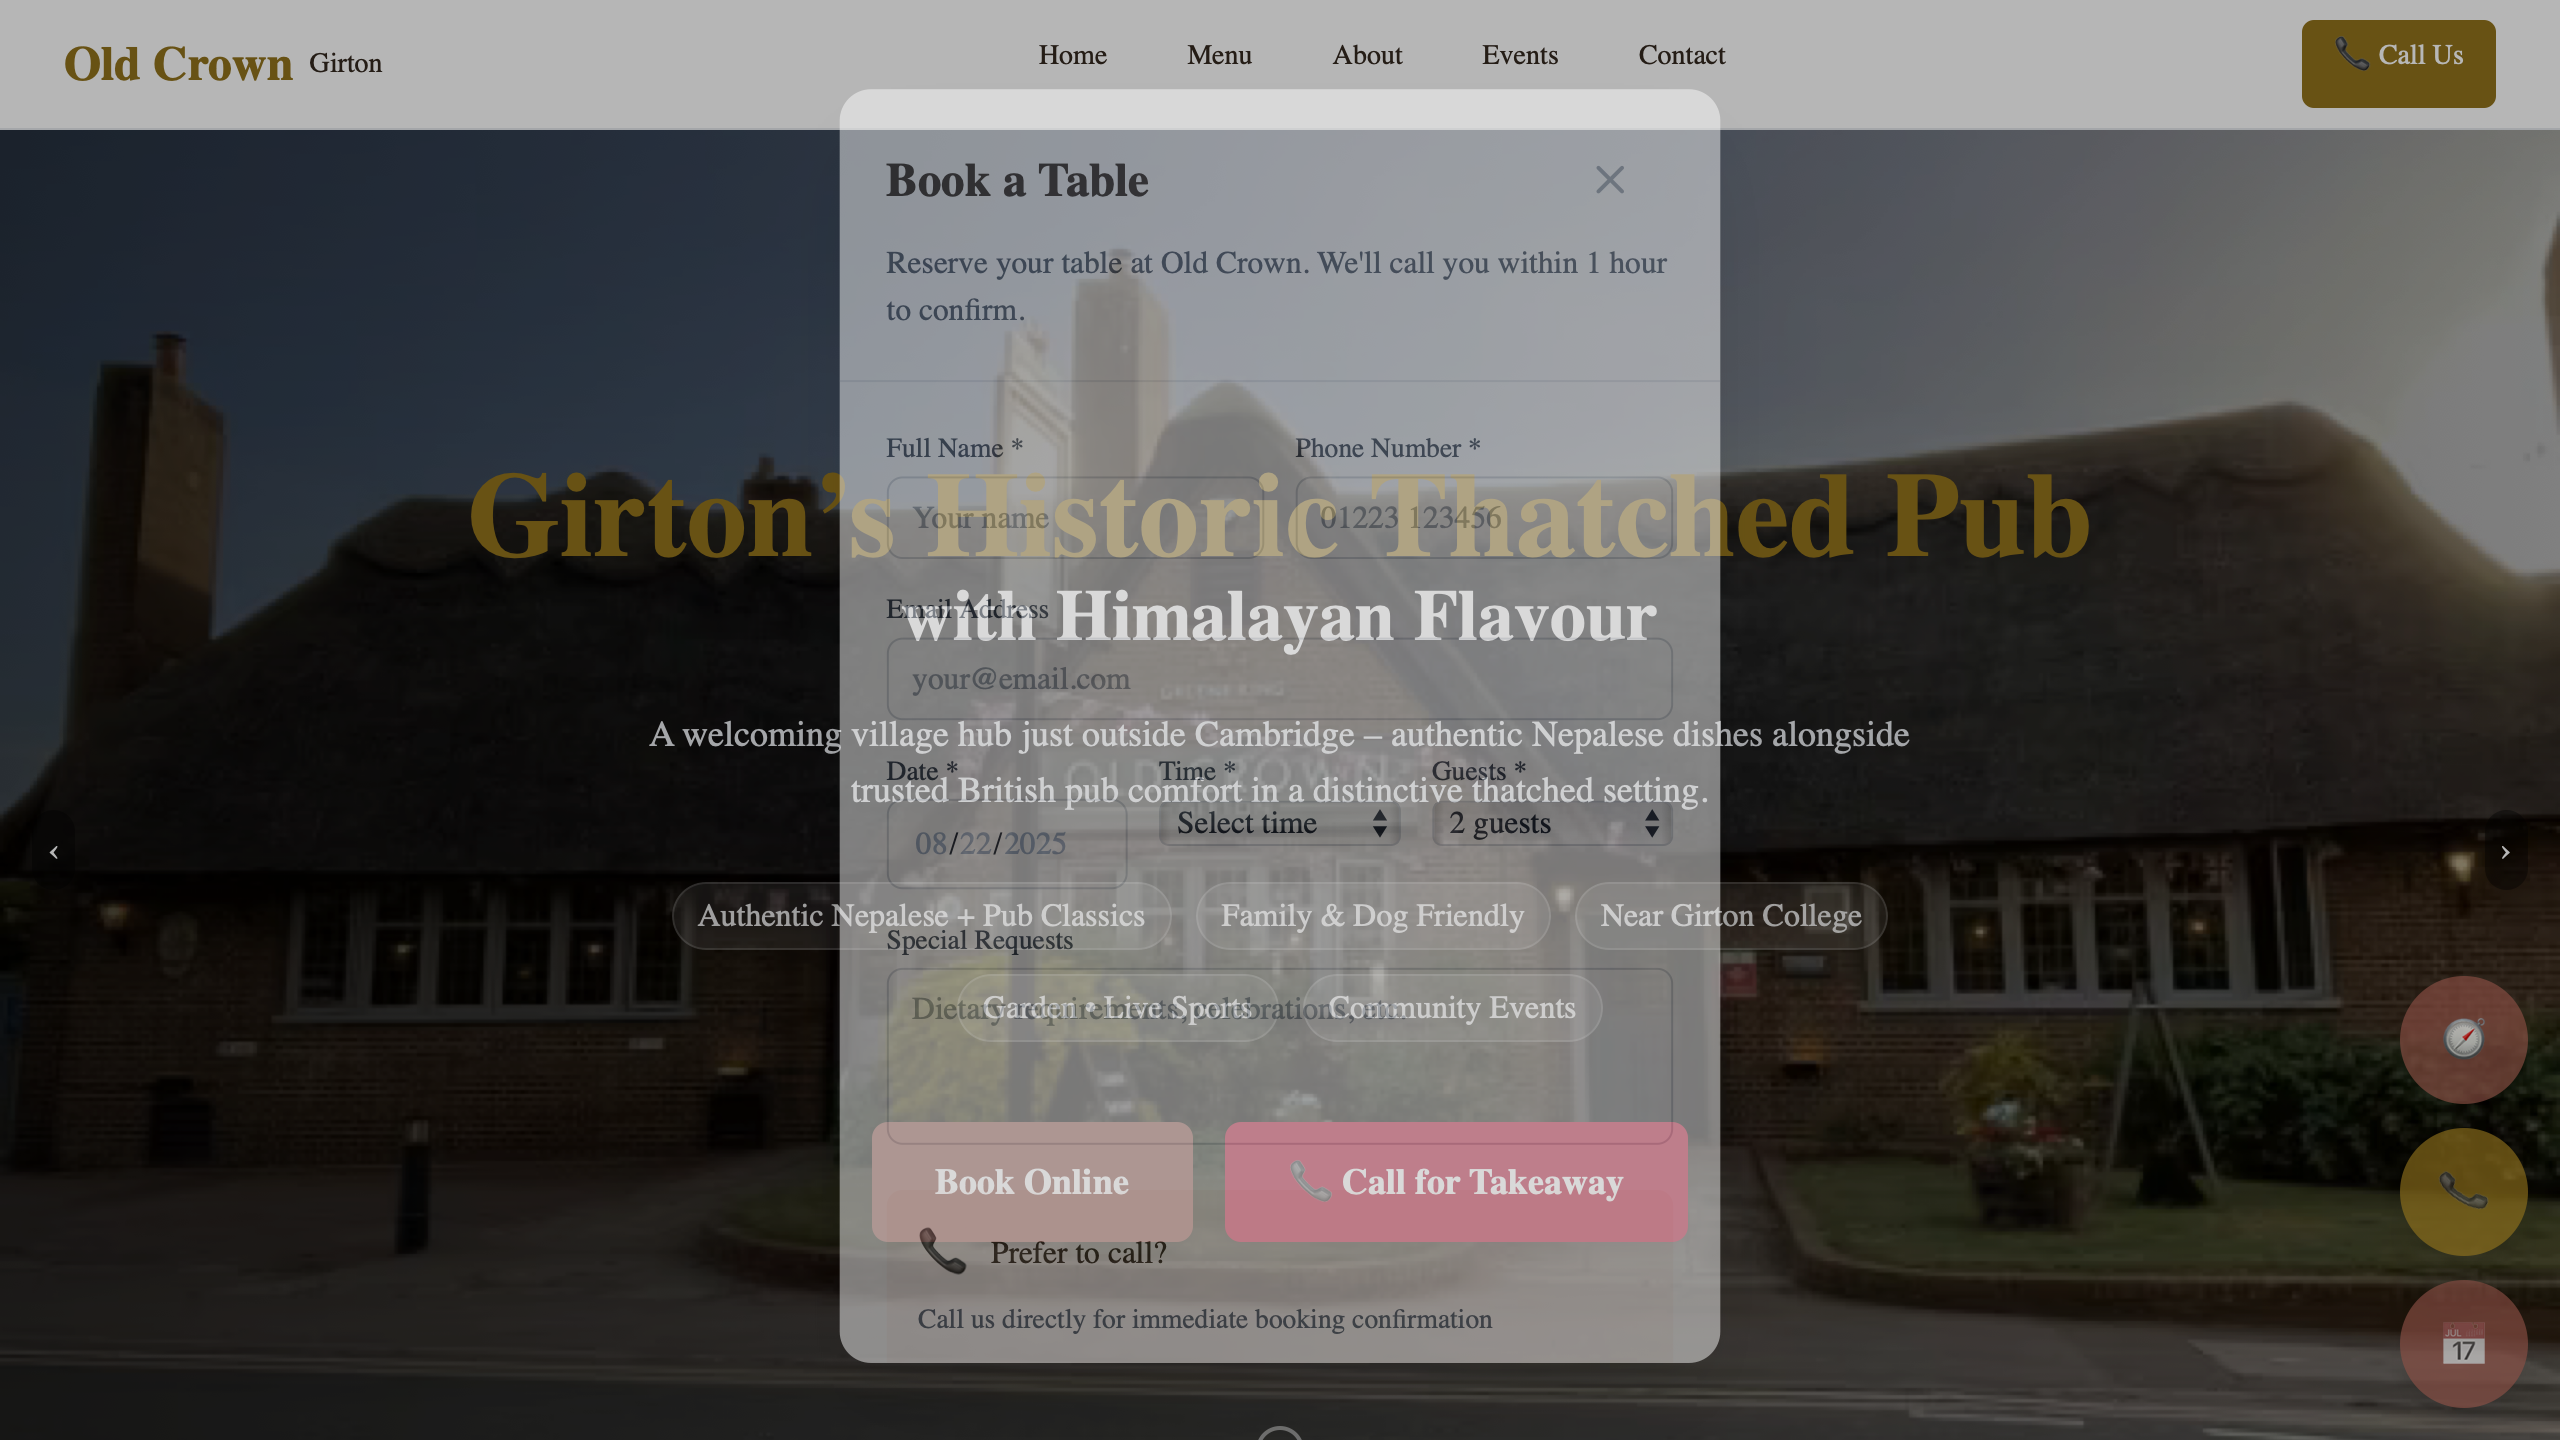 Old Crown Girton
Home Menu About Events Contact
📞 Call Us
Book a Table
Reserve your table at Old Crown. We'll call you within 1 hour
to confirm.
Full Name *
Phone Number *
Your name
01223 123456
Girton’s Historic Thatched Pub
with Himalayan Flavour
Email Address
your@email.com
A welcoming village hub just outside Cambridge – authentic Nepalese dishes alongside
trusted British pub comfort in a distinctive thatched setting.
OLD CROWN
Date *
Time *
Guests *
08/22/2025
Select time
2 guests
Authentic Nepalese + Pub Classics
Family & Dog Friendly
Near Girton College
Special Requests
Dietary requirements, celebrations, etc.
Garden • Live Sports
Community Events
Book Online
📞 Call for Takeaway
📞 Prefer to call?
Call us directly for immediate booking confirmation
‹
›
JUL
17